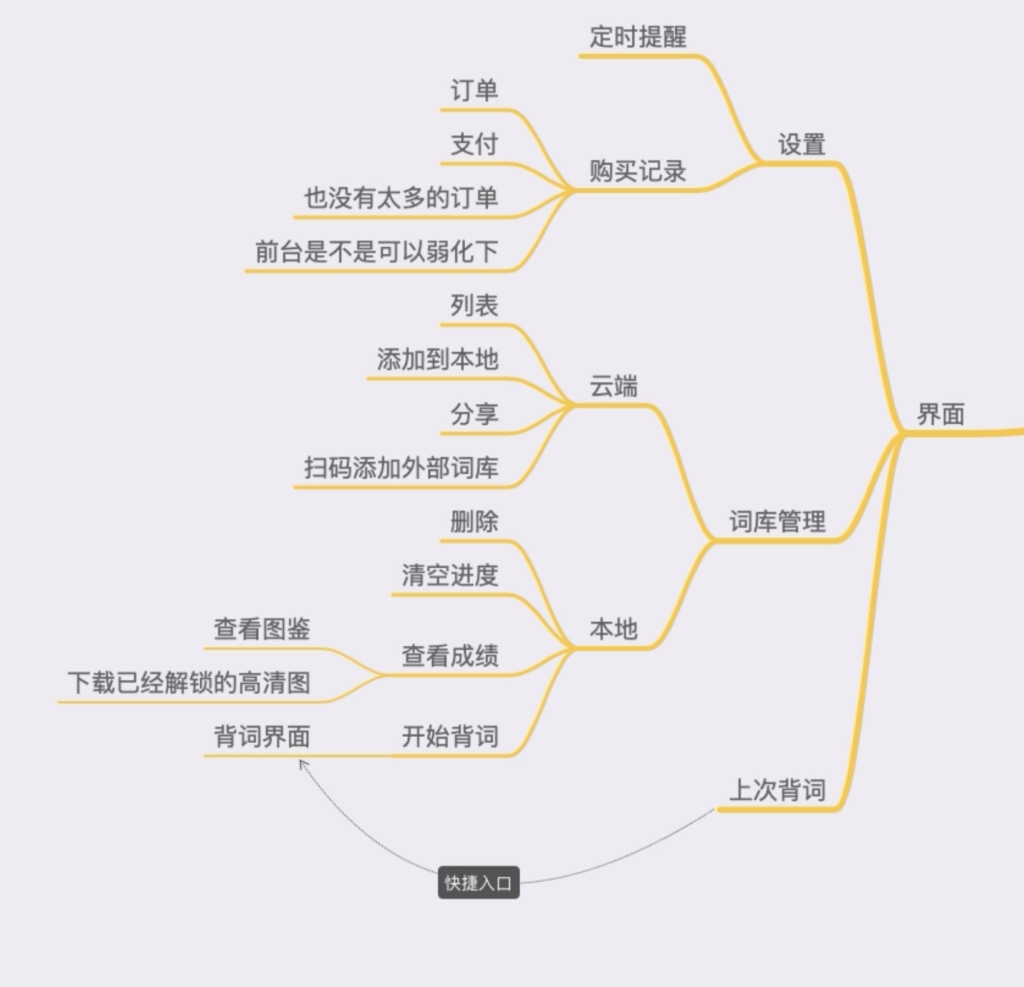 定时提醒
订单
设置
支付
购买记录
也没有太多的订单
前台是不是可以弱化下
列表
添加到本地
云端
分享
界面
扫码添加外部词库
删除
词库管理
清空进度
查看图鉴
本地
查看成绩
下载已经解锁的高清图
背词界面
开始背词
上次背词
快捷入口